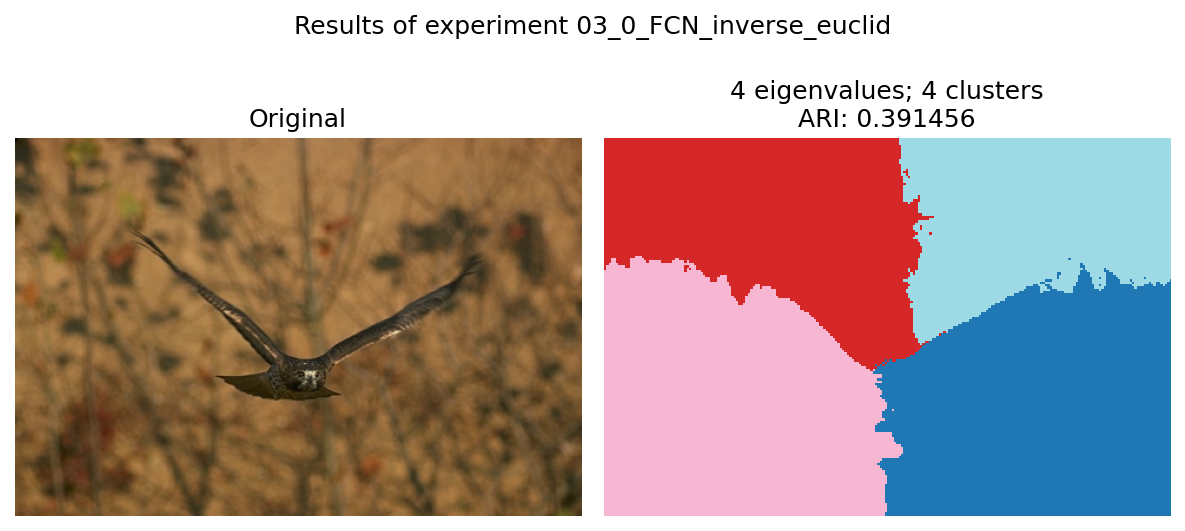 Results of experiment 03_0_FCN_inverse_euclid
Original
4 eigenvalues; 4 clusters
ARI: 0.391456